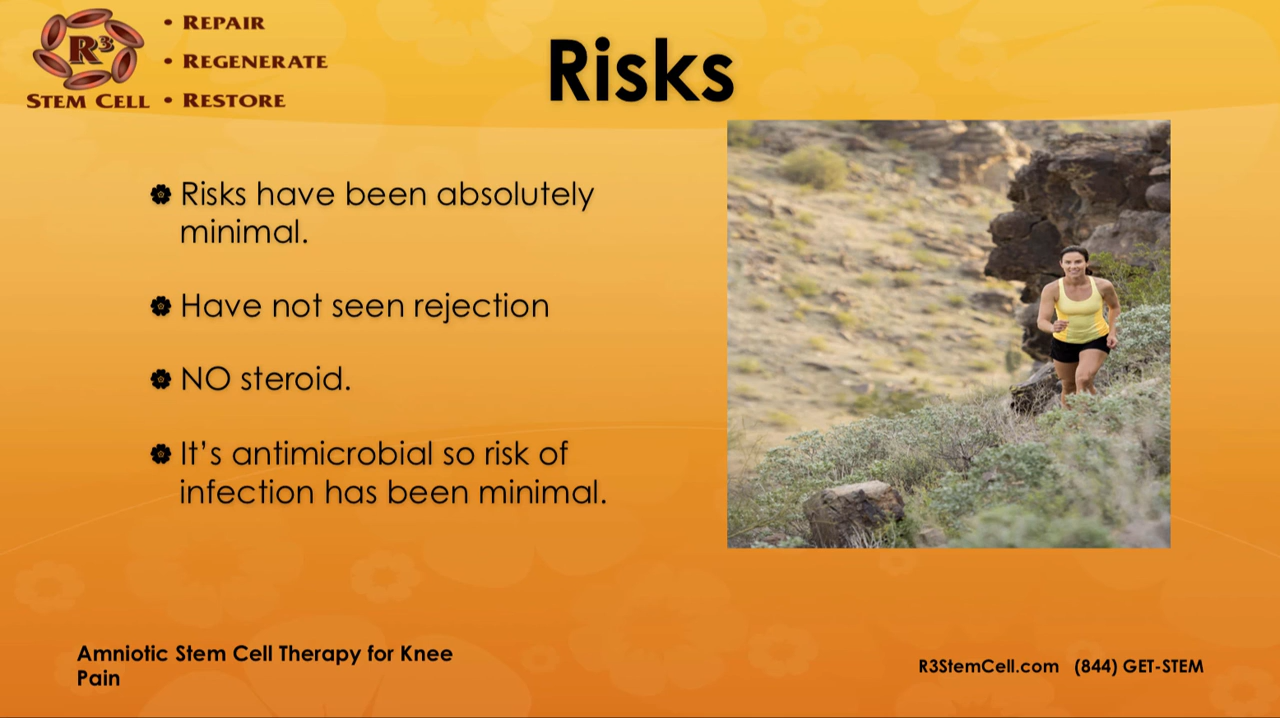 R³
STEM CELL
• REPAIR
• REGENERATE
• RESTORE
Risks
Risks have been absolutely
minimal.
Have not seen rejection
NO steroid.
It’s antimicrobial so risk of
infection has been minimal.
Amniotic Stem Cell Therapy for Knee
Pain
R3StemCell.com (844) GET-STEM